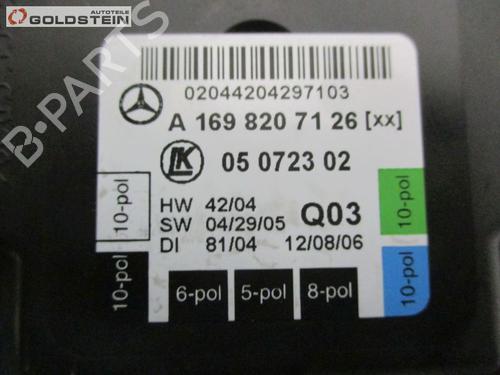 AUTOTEILE
GOLDSTEIN
02044204297103
A 169 820 71 26 [xx]
LK 05 0723 02
HW 42/04
SW 04/29/05 Q03
DI 81/04 12/08/06
10-pol
10-pol
10-pol
10-pol
6-pol 5-pol 8-pol
B-Parts